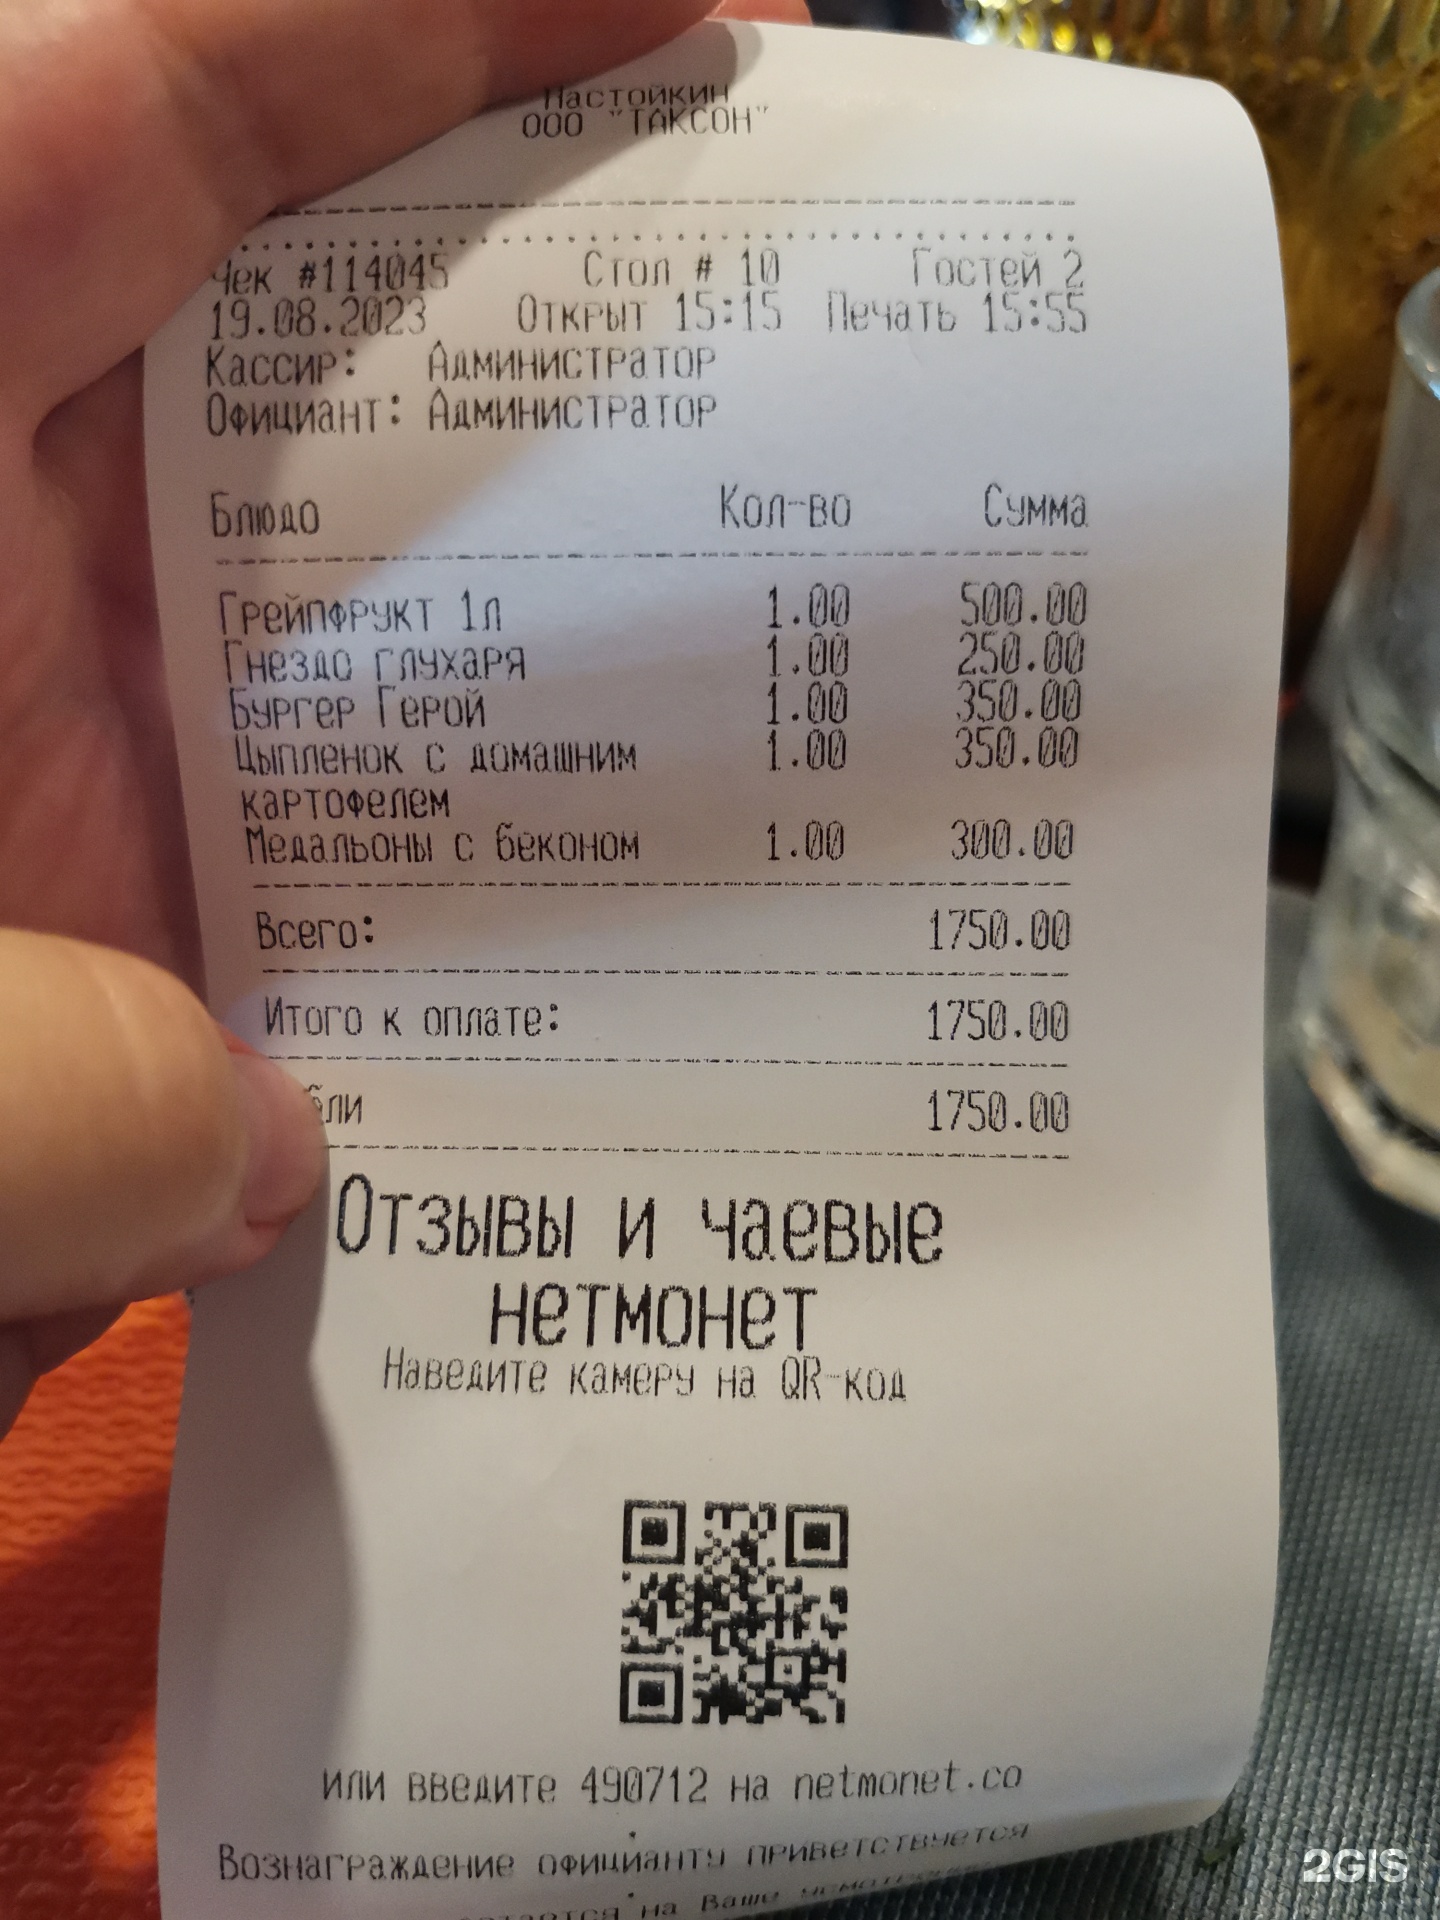 Настойкин
ООО "ТАКСОН"
Чек #114045 Стол # 10 Гостей 2
19.08.2023 Открыт 15:15 Печать 15:55
Кассир: Администратор
Официант: Администратор
Блюдо Кол-во Сумма
Грейпфрукт 1л 1.00 500.00
Гнездо глухаря 1.00 250.00
Бургер Герой 1.00 350.00
Цыпленок с домашним 1.00 350.00
картофелем
Медальоны с беконом 1.00 300.00
Всего: 1750.00
Итого к оплате: 1750.00
1750.00
Отзывы и чаевые
нетмонет
Наведите камеру на QR-код
или введите 490712 на netmonet.co
Вознаграждение официанту приветствуется
на Ваше
2GIS